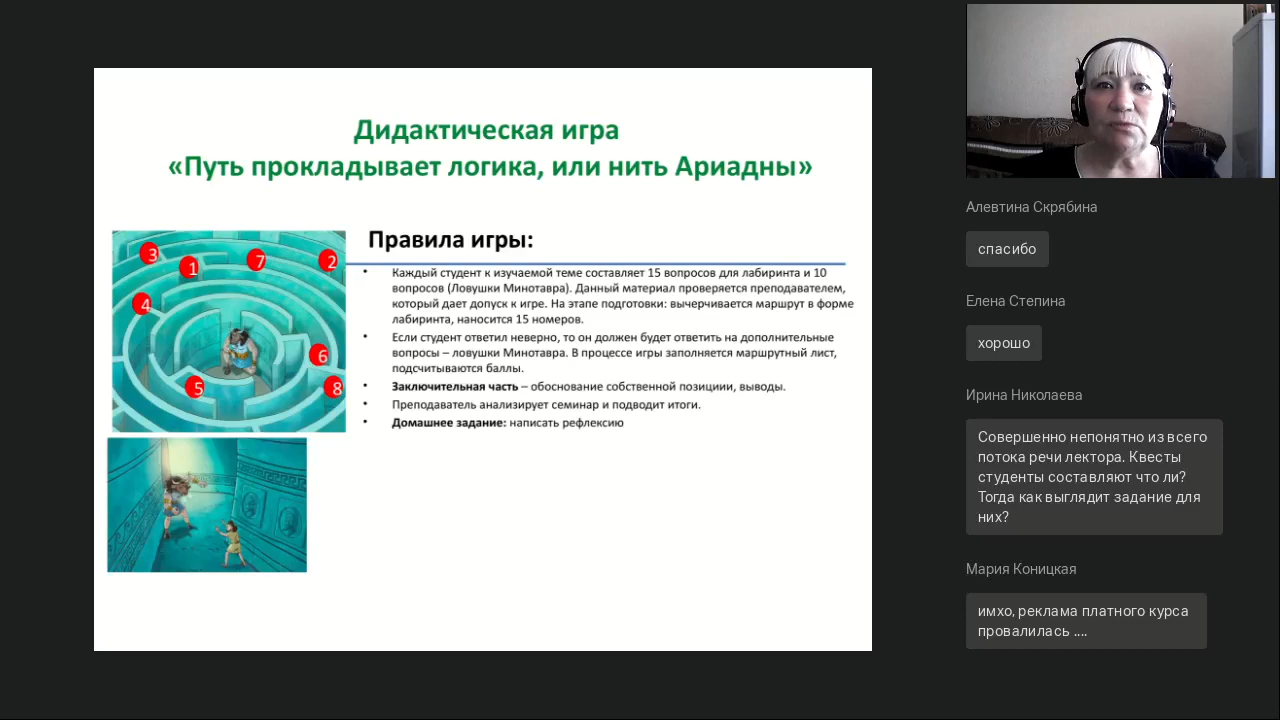 Дидактическая игра
«Путь прокладывает логика, или нить Ариадны»
3
1
7
2
4
6
5
8
Правила игры:
• Каждый студент к изучаемой теме составляет 15 вопросов для лабиринта и 10
вопросов (Ловушки Минотавра). Данный материал проверяется преподавателем,
который дает допуск к игре. На этапе подготовки: вычерчивается маршрут в форме
лабиринта, наносится 15 номеров.
• Если студент ответил неверно, то он должен будет ответить на дополнительные
вопросы – ловушки Минотавра. В процессе игры заполняется маршрутный лист,
подсчитываются баллы.
• Заключительная часть – обоснование собственной позициии, выводы.
• Преподаватель анализирует семинар и подводит итоги.
• Домашнее задание: написать рефлексию
Алевтина Скрябина
спасибо
Елена Степина
хорошо
Ирина Николаева
Совершенно непонятно из всего
потока речи лектора. Квесты
студенты составляют что ли?
Тогда как выглядит задание для
них?
Мария Коницкая
имхо, реклама платного курса
провалилась ....